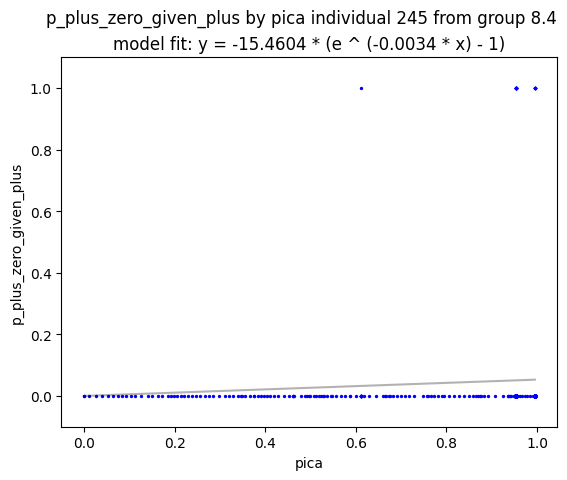 p_plus_zero_given_plus by pica individual 245 from group 8.4
model fit: y = -15.4604 * (e ^ (-0.0034 * x) - 1)
1.0
0.8
0.6
0.4
0.2
0.0
p_plus_zero_given_plus
0.0 0.2 0.4 0.6 0.8 1.0
pica